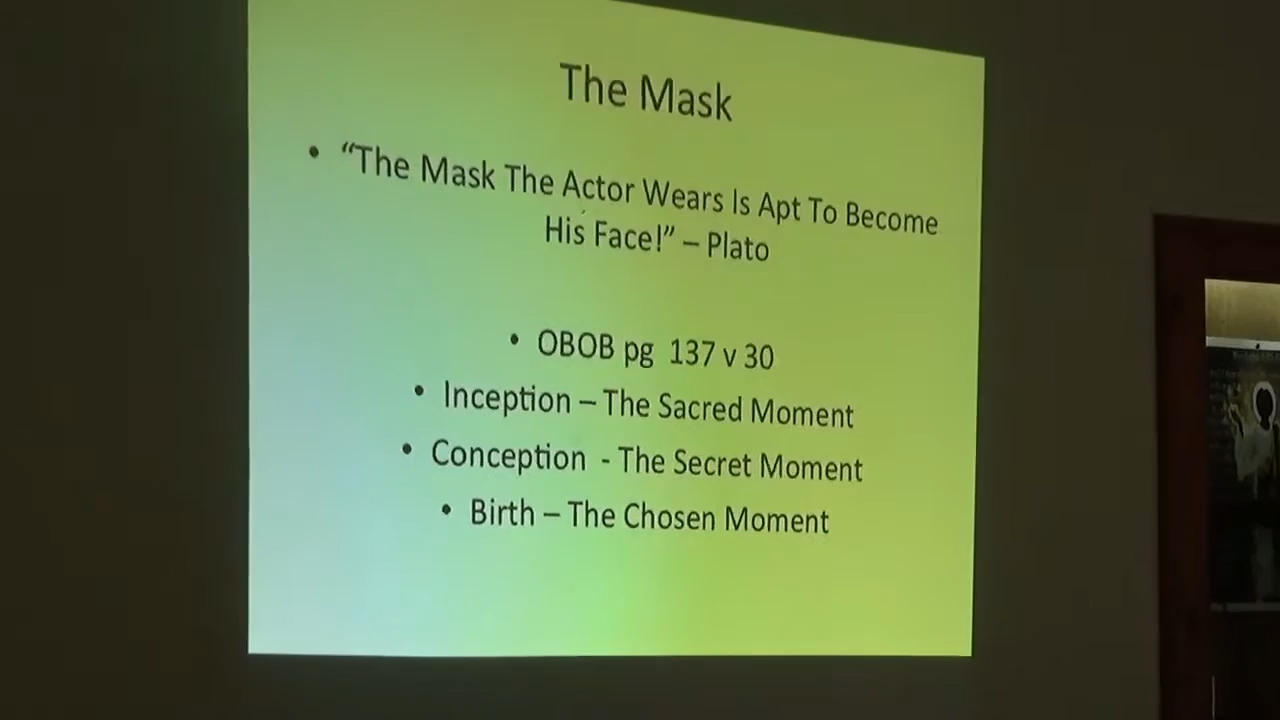 The Mask
• “The Mask The Actor Wears Is Apt To Become
His Face!” – Plato
• OBOB pg 137 v 30
• Inception – The Sacred Moment
• Conception - The Secret Moment
• Birth – The Chosen Moment